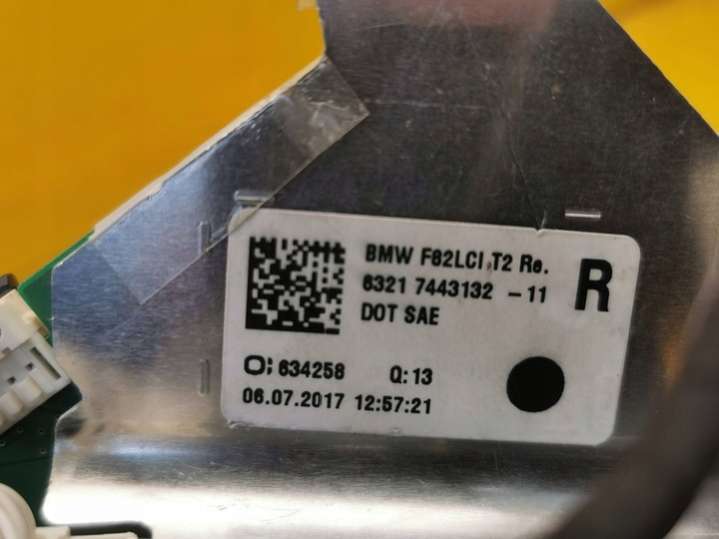 BMW F82LCI T2 Re.
6321 7443132 -11
DOT SAE
R
634258 Q:13
06.07.2017 12:57:21